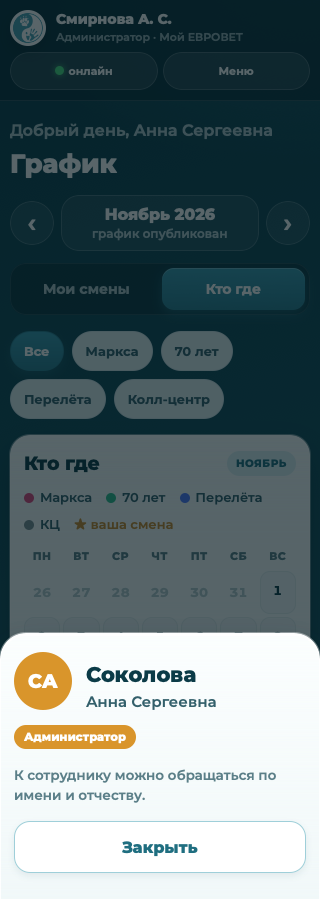 Смирнова А. С.
Администратор · Мой ЕВРОВЕТ
онлайн
Меню
Добрый день, Анна Сергеевна
График
‹
Ноябрь 2026
график опубликован
›
Мои смены
Кто где
Все
Маркса
70 лет
Перелёта
Колл-центр
Кто где
НОЯБРЬ
Маркса 70 лет Перелёта
КЦ ★ ваша смена
ПН ВТ СР ЧТ ПТ СБ ВС
26 27 28 29 30 31 1
СА
Соколова
Анна Сергеевна
Администратор
К сотруднику можно обращаться по
имени и отчеству.
Закрыть